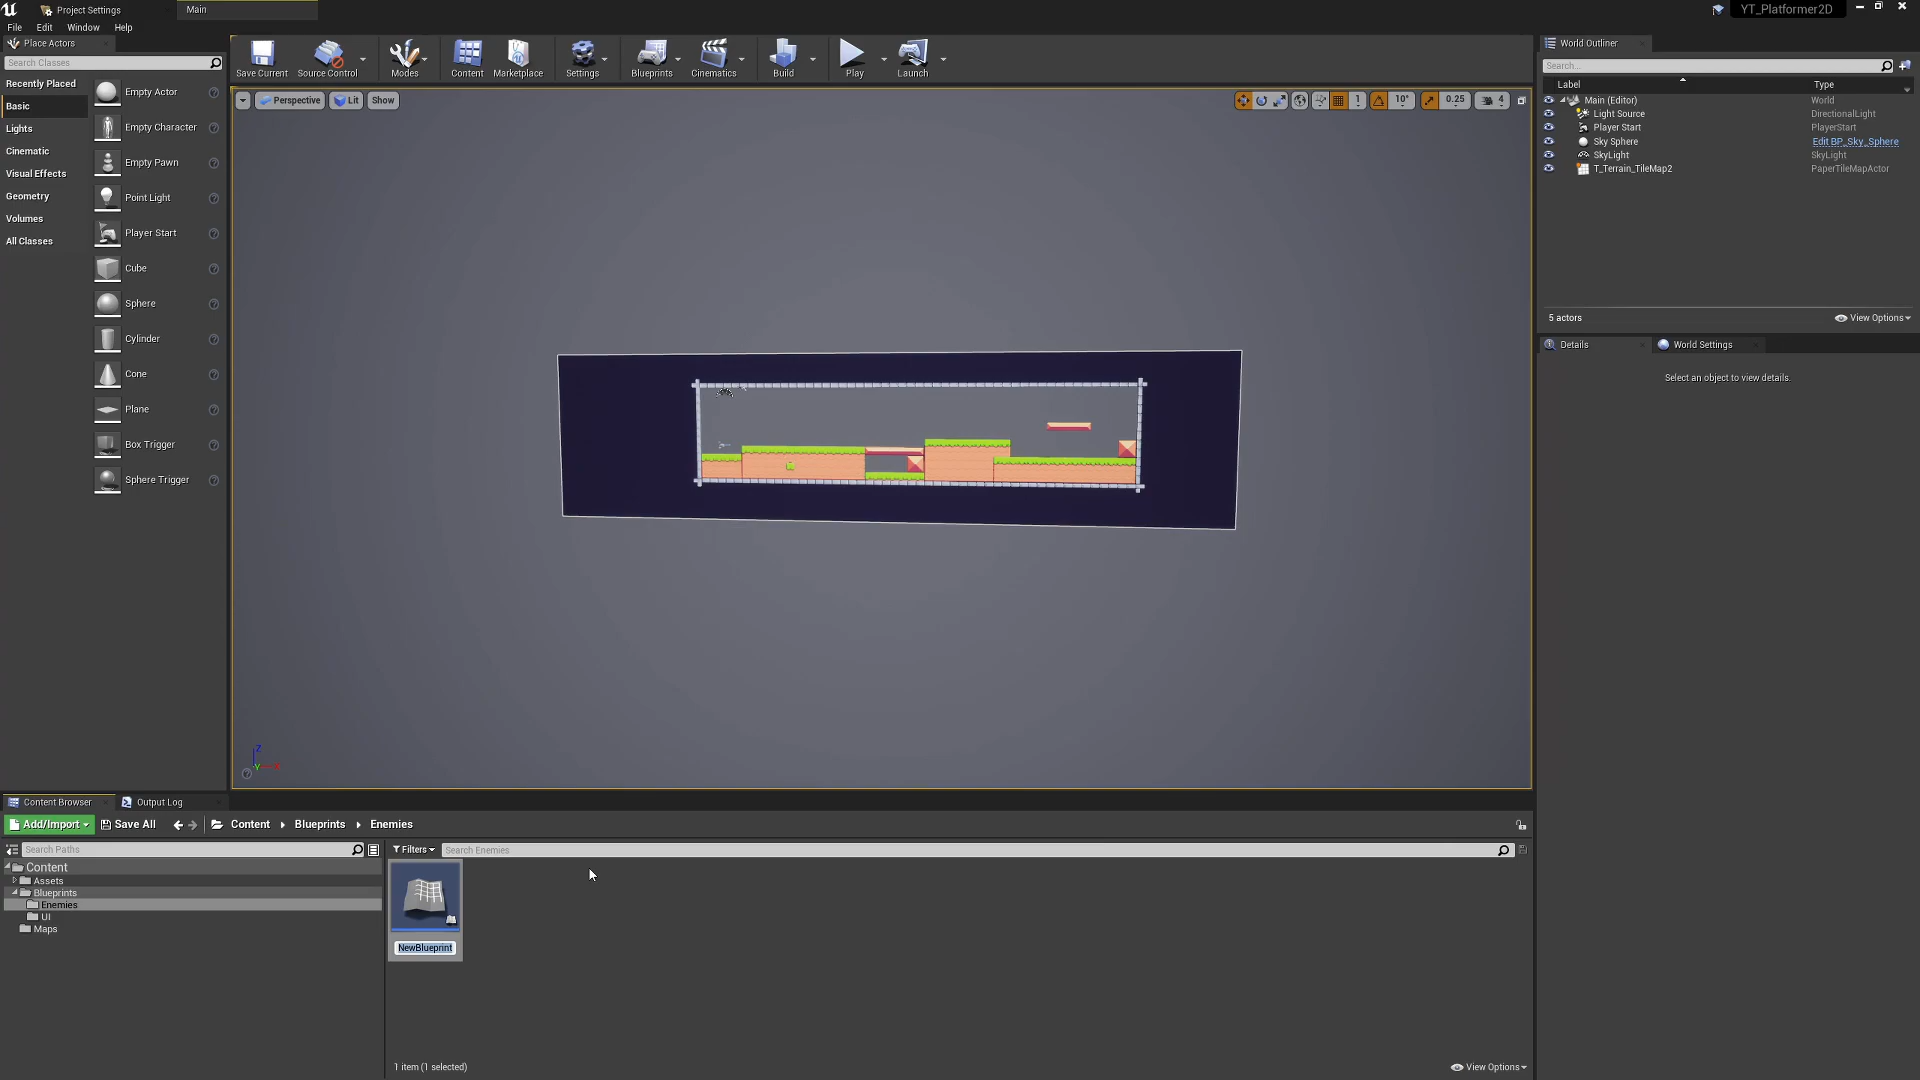 Project Settings
Main
YT_Platformer2D
File Edit Window Help
Place Actors
Search Classes
Recently Placed
Basic
Lights
Cinematic
Visual Effects
Geometry
Volumes
All Classes
Empty Actor
Empty Character
Empty Pawn
Point Light
Player Start
Cube
Sphere
Cylinder
Cone
Plane
Box Trigger
Sphere Trigger
Save Current
Source Control
Modes
Content
Marketplace
Settings
Blueprints
Cinematics
Build
Play
Launch
Perspective
Lit
Show
1
10°
0.25
4
Z
Y
World Outliner
Search...
Label Type
Main (Editor) World
Light Source DirectionalLight
Player Start PlayerStart
Sky Sphere Edit BP_Sky_Sphere
SkyLight SkyLight
T_Terrain_TileMap2 PaperTileMapActor
5 actors
View Options
Details
World Settings
Select an object to view details.
Content Browser
Output Log
Add/Import
Save All
Content
Blueprints
Enemies
Search Paths
Content
Assets
Blueprints
Enemies
UI
Maps
Filters
Search Enemies
NewBlueprint
1 item (1 selected)
View Options